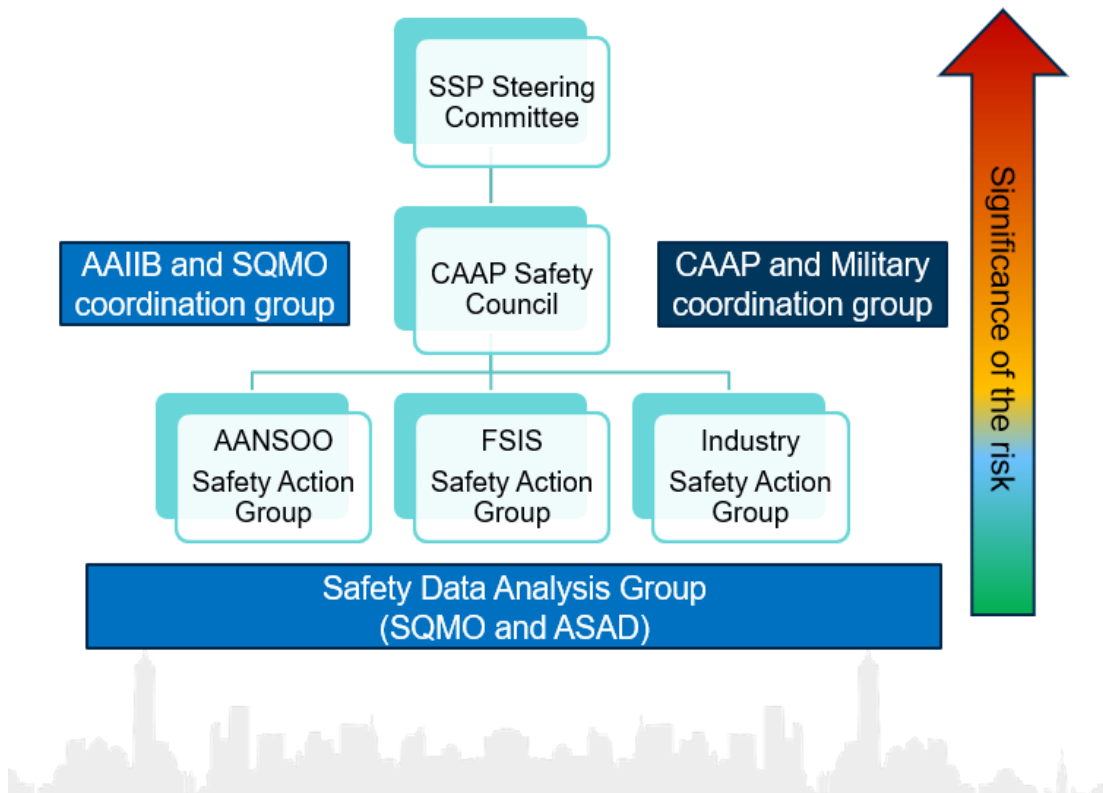 SSP Steering
Committee
AAIIB and SQMO
coordination group
CAAP Safety
Council
CAAP and Military
coordination group
AANSOO
Safety Action
Group
FSIS
Safety Action
Group
Industry
Safety Action
Group
Safety Data Analysis Group
(SQMO and ASAD)
Significance of the risk